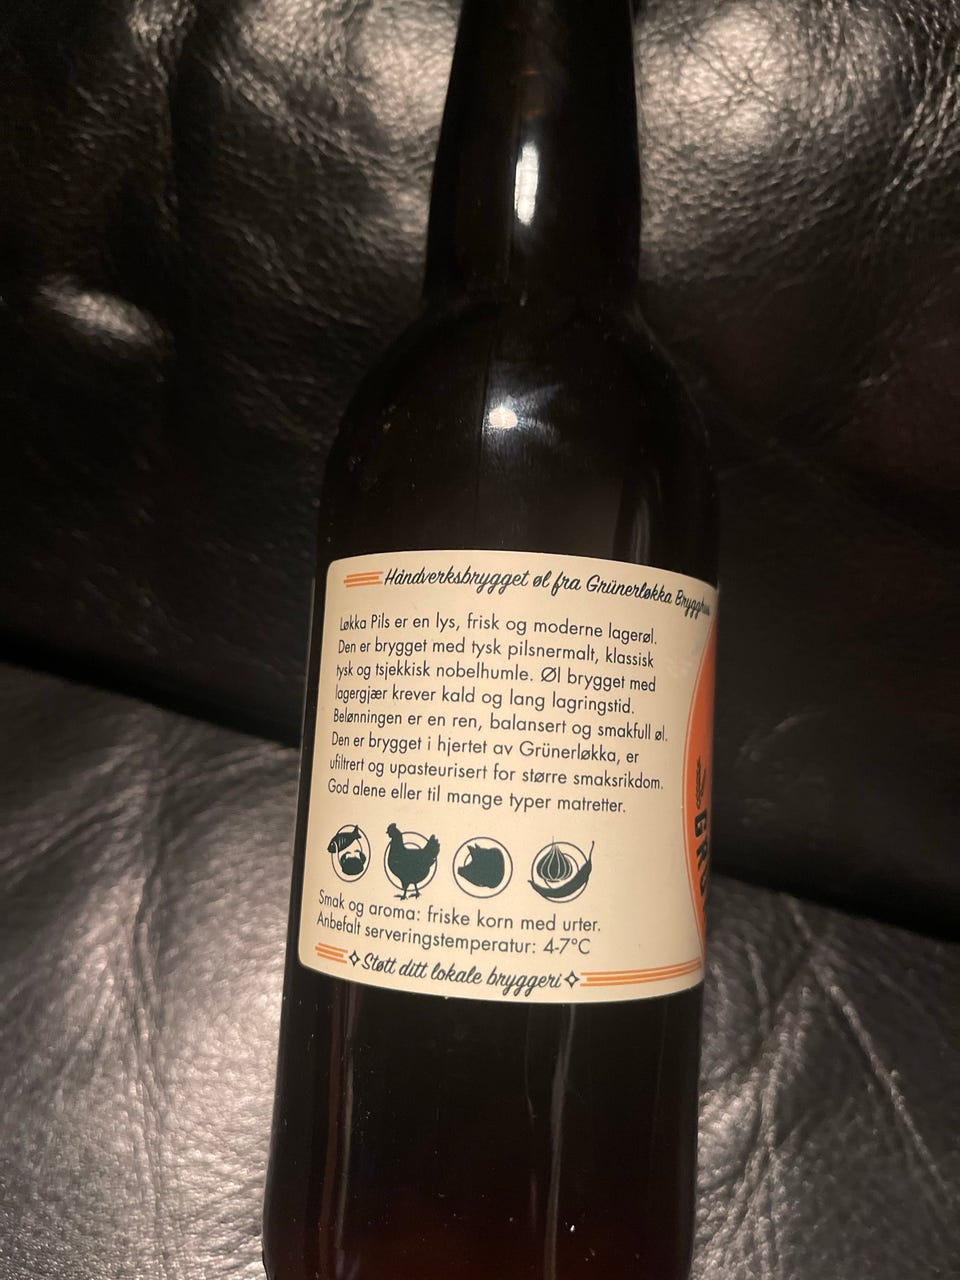 Håndverksbrygget øl fra Grünerløkka Brygghus
Løkka Pils er en lys, frisk og moderne lagerøl.
Den er brygget med tysk pilsnermalt, klassisk
tysk og tsjekkisk nobelhumle. Øl brygget med
lagergjær krever kald og lang lagringstid.
Belønningen er en ren, balansert og smakfull øl.
Den er brygget i hjertet av Grünerløkka, er
ufiltrert og upasteurisert for større smaksrikdom.
God alene eller til mange typer matretter.
Smak og aroma: friske korn med urter.
Anbefalt serveringstemperatur: 4-7°C
Støtt ditt lokale bryggeri